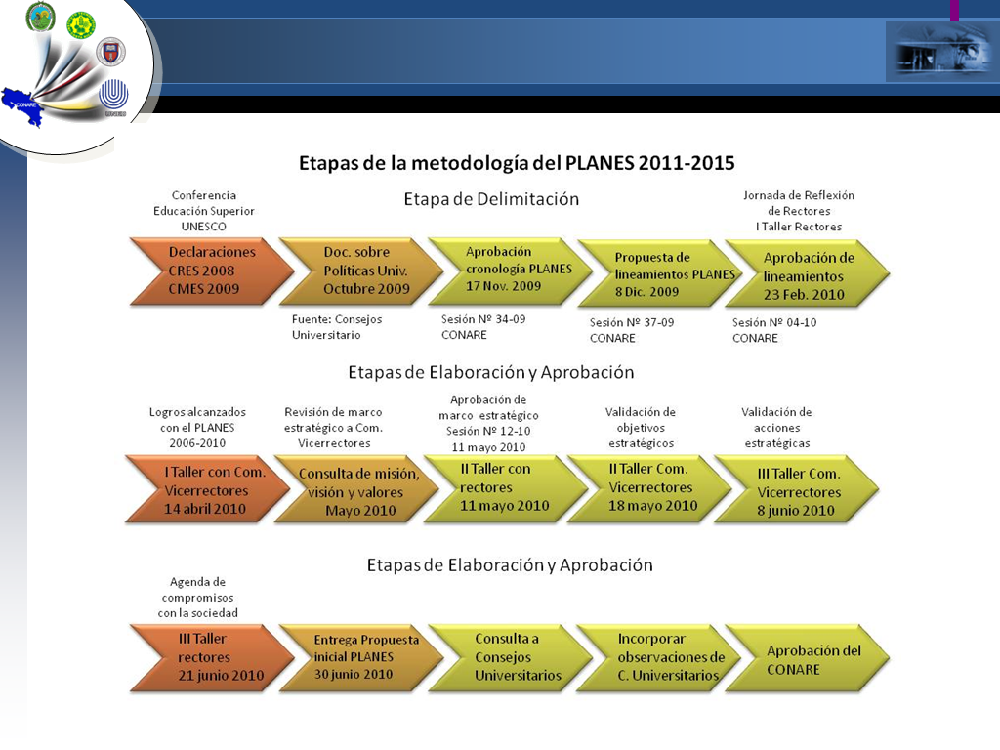 CONARE
UNED
Etapas de la metodología del PLANES 2011-2015
Etapa de Delimitación
Conferencia
Educación Superior
UNESCO
Jornada de Reflexión
de Rectores
I Taller Rectores
Declaraciones
CRES 2008
CMES 2009
Doc. sobre
Políticas Univ.
Octubre 2009
Aprobación
cronología PLANES
17 Nov. 2009
Propuesta de
lineamientos PLANES
8 Dic. 2009
Aprobación de
lineamientos
23 Feb. 2010
Fuente: Consejos
Universitario
Sesión Nº 34-09
CONARE
Sesión Nº 37-09
CONARE
Sesión Nº 04-10
CONARE
Etapas de Elaboración y Aprobación
Logros alcanzados
con el PLANES
2006-2010
Revisión de marco
estratégico a Com.
Vicerrectores
Aprobación de
marco estratégico
Sesión Nº 12-10
11 mayo 2010
Validación de
objetivos
estratégicos
Validación de
acciones
estratégicas
I Taller con Com.
Vicerrectores
14 abril 2010
Consulta de misión,
visión y valores
Mayo 2010
II Taller con
rectores
11 mayo 2010
II Taller Com.
Vicerrectores
18 mayo 2010
III Taller Com.
Vicerrectores
8 junio 2010
Etapas de Elaboración y Aprobación
Agenda de
compromisos
con la sociedad
III Taller
rectores
21 junio 2010
Entrega Propuesta
inicial PLANES
30 junio 2010
Consulta a
Consejos
Universitarios
Incorporar
observaciones de
C. Universitarios
Aprobación del
CONARE